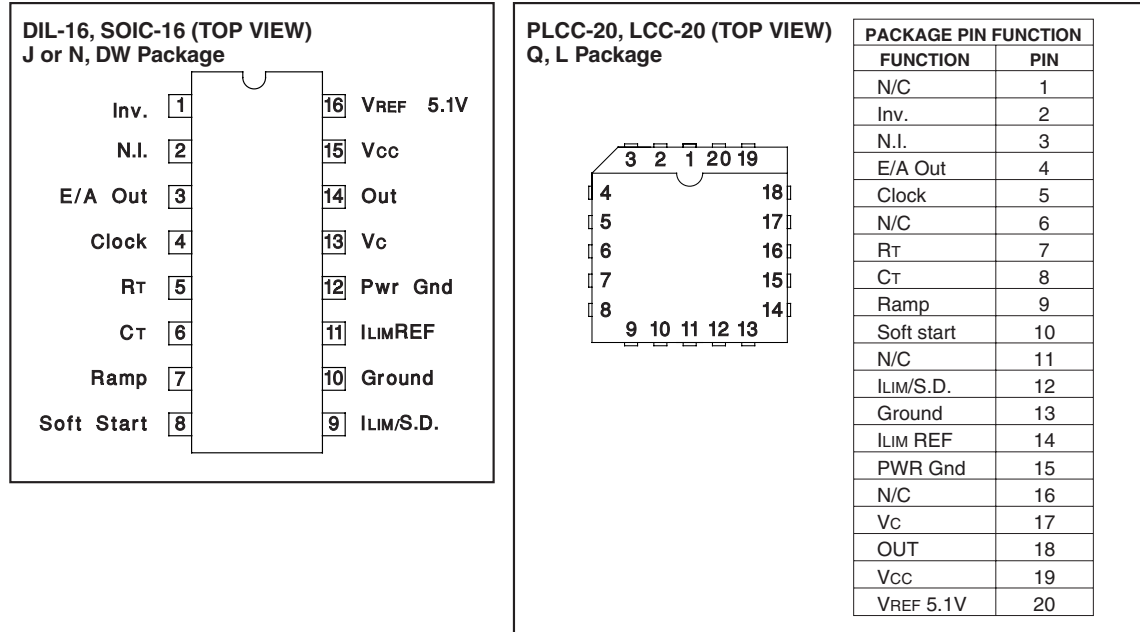 DIL-16, SOIC-16 (TOP VIEW)
J or N, DW Package
Inv. 1 16 VREF 5.1V
N.I. 2 15 VCC
E/A Out 3 14 Out
Clock 4 13 VC
RT 5 12 Pwr Gnd
CT 6 11 ILIMREF
Ramp 7 10 Ground
Soft Start 8 9 ILIM/S.D.
PLCC-20, LCC-20 (TOP VIEW)
Q, L Package
3 2 1 20 19
4 18
5 17
6 16
7 15
8 14
9 10 11 12 13
PACKAGE PIN FUNCTION
FUNCTION PIN
N/C 1
Inv. 2
N.I. 3
E/A Out 4
Clock 5
N/C 6
RT 7
CT 8
Ramp 9
Soft start 10
N/C 11
ILIM/S.D. 12
Ground 13
ILIM REF 14
PWR Gnd 15
N/C 16
VC 17
OUT 18
VCC 19
VREF 5.1V 20